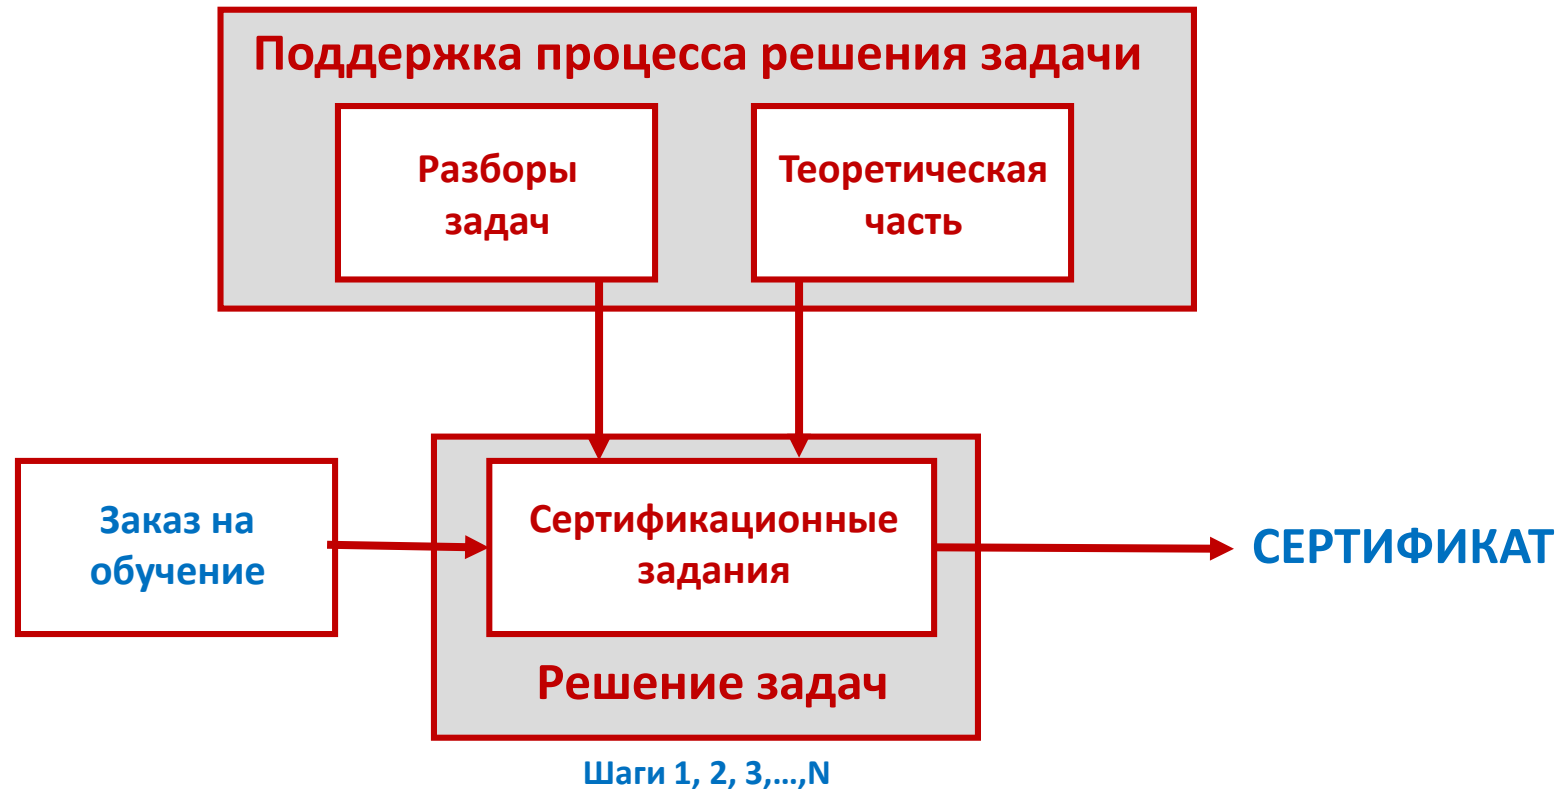 Поддержка процесса решения задачи
Разборы
задач
Теоретическая
часть
Заказ на
обучение
Сертификационные
задания
СЕРТИФИКАТ
Решение задач
Шаги 1, 2, 3,...,N